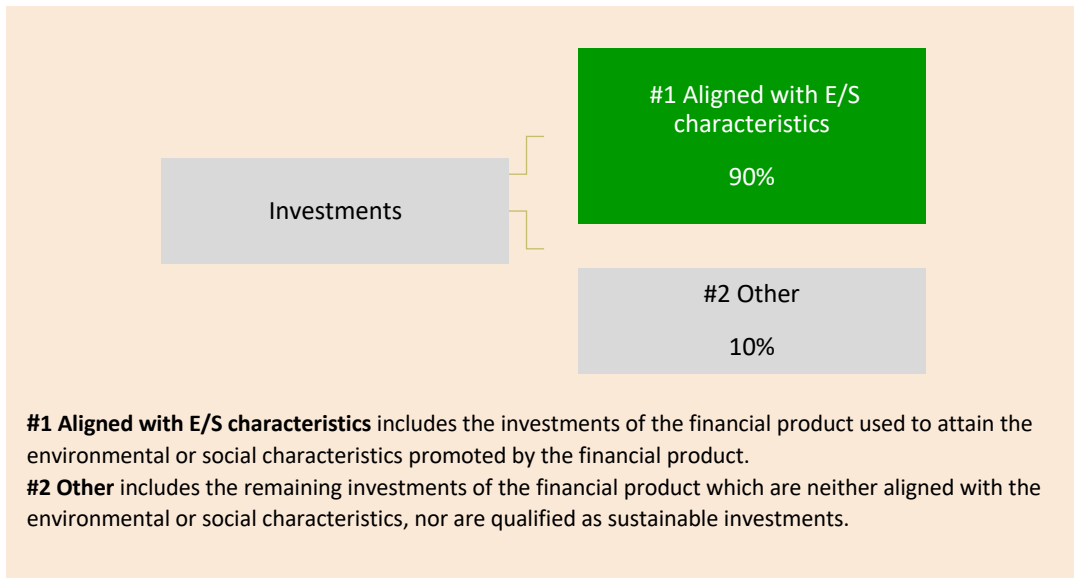 #1 Aligned with E/S
characteristics
90%
Investments
#2 Other
10%
#1 Aligned with E/S characteristics includes the investments of the financial product used to attain the
environmental or social characteristics promoted by the financial product.
#2 Other includes the remaining investments of the financial product which are neither aligned with the
environmental or social characteristics, nor are qualified as sustainable investments.